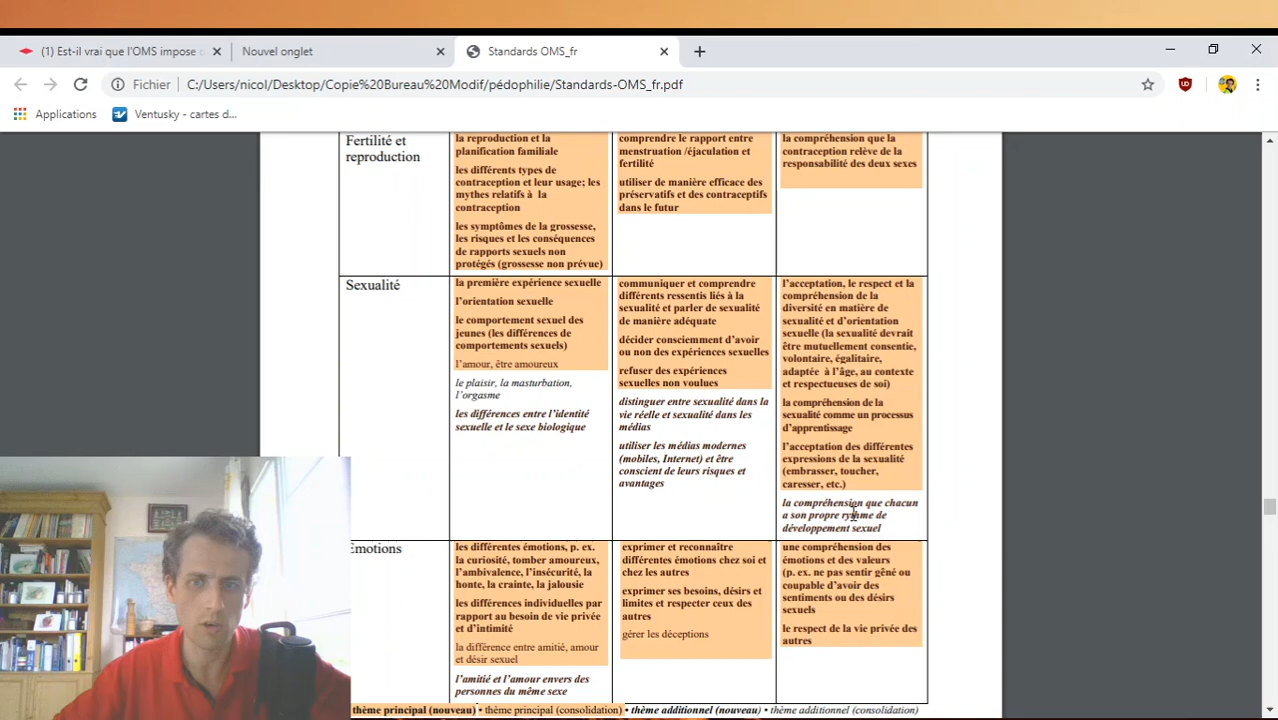 (1) Est-il vrai que l'OMS impose
Nouvel onglet
Standards OMS_fr
Fichier
C:/Users/nicol/Desktop/Copie%20Bureau%20Modif/pédophilie/Standards-OMS_fr.pdf
Applications
Ventusky - cartes d...
Fertilité et
reproduction
la reproduction et la
planification familiale
les différents types de
contraception et leur usage; les
mythes relatifs à la
contraception
les symptômes de la grossesse,
les risques et les conséquences
de rapports sexuels non
protégés (grossesse non prévue)
comprendre le rapport entre
menstruation /éjaculation et
fertilité
utiliser de manière efficace des
préservatifs et des contraceptifs
dans le futur
la compréhension que la
contraception relève de la
responsabilité des deux sexes
Sexualité
la première expérience sexuelle
l'orientation sexuelle
le comportement sexuel des
jeunes (les différences de
comportements sexuels)
l'amour, être amoureux
le plaisir, la masturbation,
l'orgasme
les différences entre l'identité
sexuelle et le sexe biologique
communiquer et comprendre
différents ressentis liés à la
sexualité et parler de sexualité
de manière adéquate
décider consciemment d'avoir
ou non des expériences sexuelles
refuser des expériences
sexuelles non voulues
distinguer entre sexualité dans la
vie réelle et sexualité dans les
médias
utiliser les médias modernes
(mobiles, Internet) et être
conscient de leurs risques et
avantages
l'acceptation, le respect et la
compréhension de la
diversité en matière de
sexualité et d'orientation
sexuelle (la sexualité devrait
être mutuellement consentie,
volontaire, égalitaire,
adaptée à l'âge, au contexte
et respectueuses de soi)
la compréhension de la
sexualité comme un processus
d'apprentissage
l'acceptation des différentes
expressions de la sexualité
(embrasser, toucher,
caresser, etc.)
la compréhension que chacun
a son propre rythme de
développement sexuel
Emotions
les différentes émotions, p. ex.
la curiosité, tomber amoureux,
l'ambivalence, l'insécurité, la
honte, la crainte, la jalousie
les différences individuelles par
rapport au besoin de vie privée
et d'intimité
la différence entre amitié, amour
et désir sexuel
l'amitié et l'amour envers des
personnes du même sexe
exprimer et reconnaître
différentes émotions chez soi et
chez les autres
exprimer ses besoins, désirs et
limites et respecter ceux des
autres
gérer les déceptions
une compréhension des
émotions et des valeurs
(p. ex. ne pas sentir gêné ou
coupable d'avoir des
sentiments ou des désirs
sexuels
le respect de la vie privée des
autres
thème principal (nouveau) • thème principal (consolidation) • thème additionnel (nouveau) • thème additionnel (consolidation)